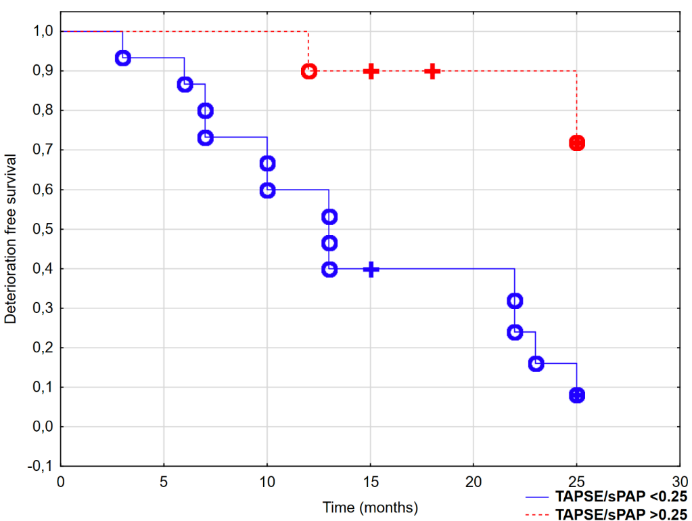 Deterioration free survival
1,0
0,9
0,8
0,7
0,6
0,5
0,4
0,3
0,2
0,1
0,0
-0,1
0 5 10 15 20 25 30
Time (months)
TAPSE/sPAP <0.25
TAPSE/sPAP >0.25